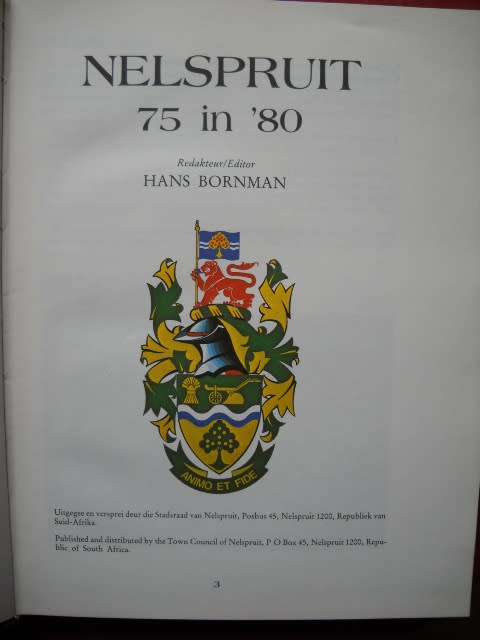 NELSPRUIT
75 in '80
Redakteur/Editor
HANS BORNMAN
ANIMO ET FIDE
Uitgegee en versprei deur die Stadsraad van Nelspruit, Posbus 45, Nelspruit 1200, Republiek van
Suid-Afrika.
Published and distributed by the Town Council of Nelspruit, P O Box 45, Nelspruit 1200, Repu-
blic of South Africa.
3